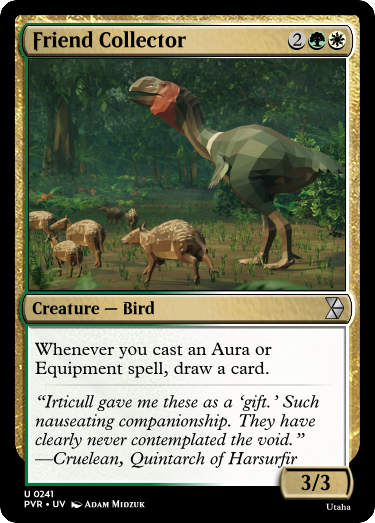 Friend Collector 2
Creature — Bird
Whenever you cast an Aura or
Equipment spell, draw a card.
“Irticull gave me these as a ‘gift.’ Such
nauseating companionship. They have
clearly never contemplated the void.”
—Cruelean, Quintarch of Harsurfir
3/3
U 0241
PVR • UV Adam Midzuk
Utaha